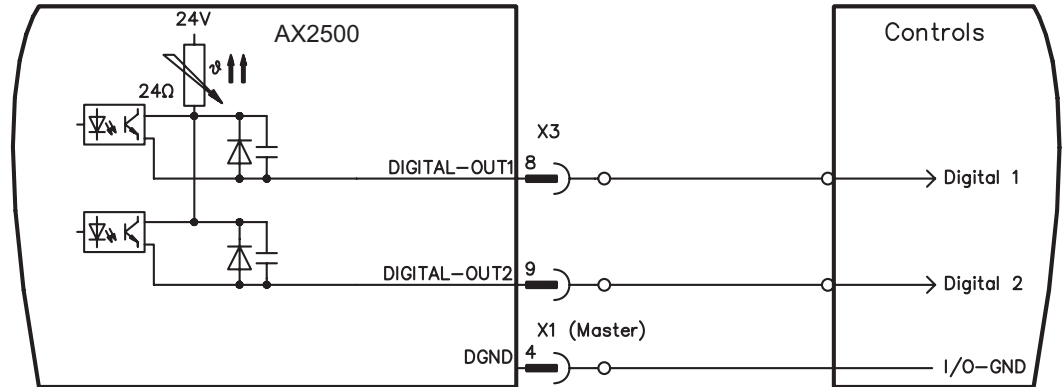 24V
AX2500
Controls
ϑ
24Ω
X3
DIGITAL-OUT1 8
Digital 1
DIGITAL-OUT2 9
Digital 2
X1 (Master)
DGND 4
I/O-GND